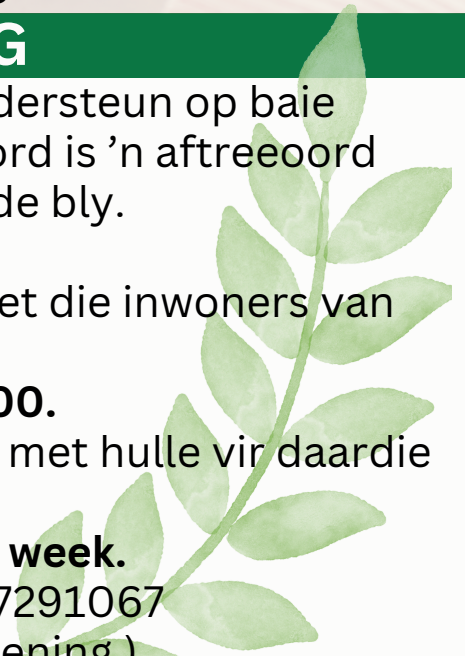 G
dersteun op baie
ord is ’n aftreeoord
de bly.
et die inwoners van
00.
met hulle vir daardie
week.
7291067
ening.)